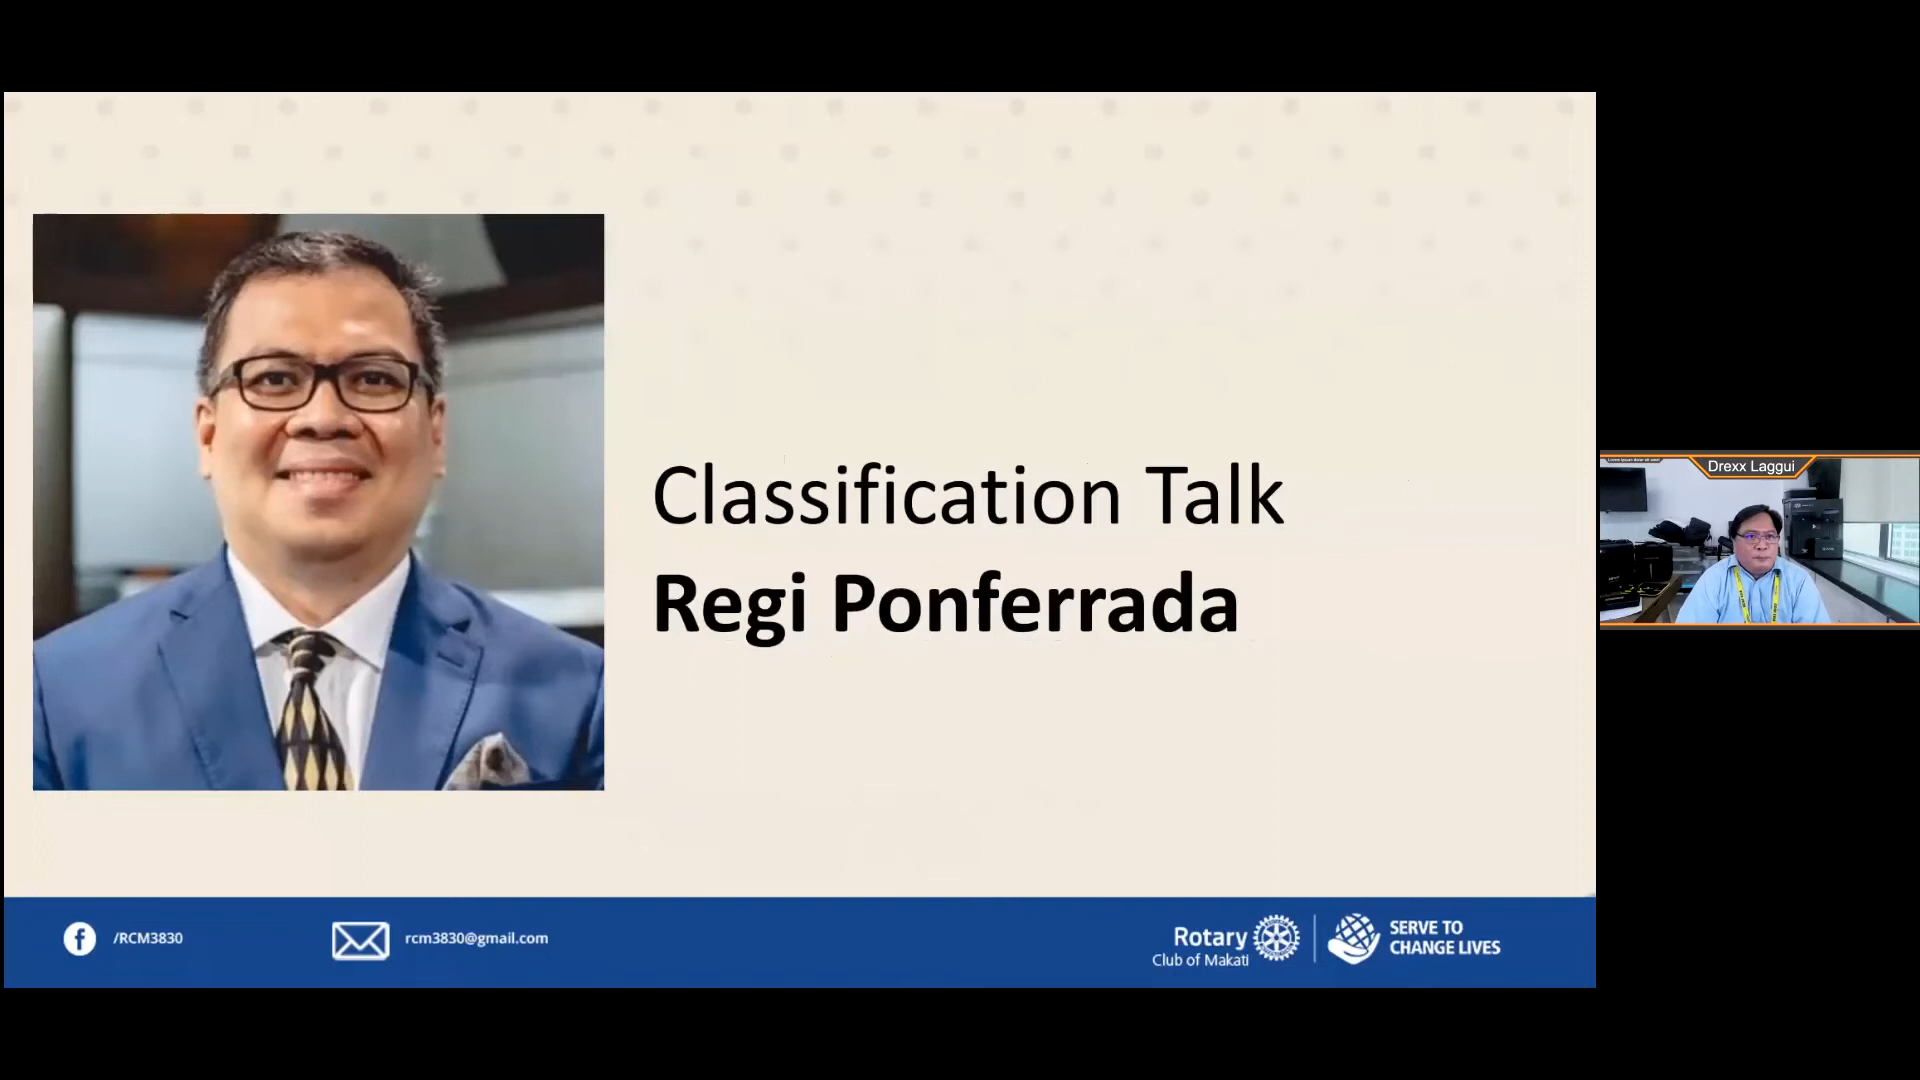 Classification Talk
Regi Ponferrada
Drexx Laggui
/RCM3830
rcm3830@gmail.com
Rotary
Club of Makati
SERVE TO
CHANGE LIVES